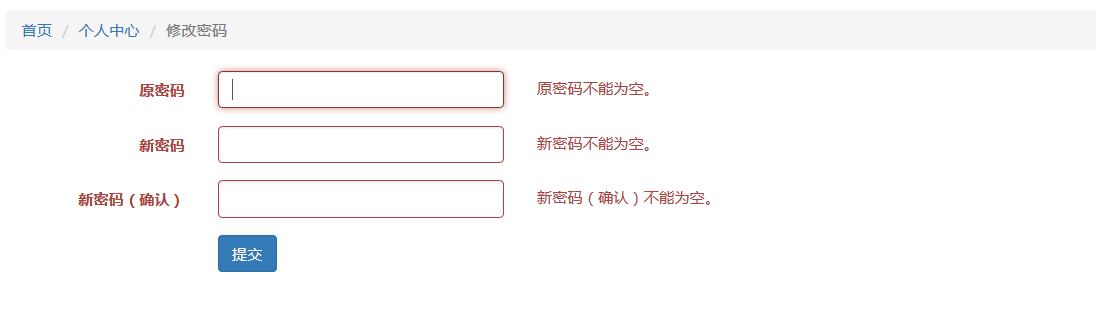 首页 / 个人中心 / 修改密码
原密码 原密码不能为空。
新密码 新密码不能为空。
新密码（确认） 新密码（确认）不能为空。
提交